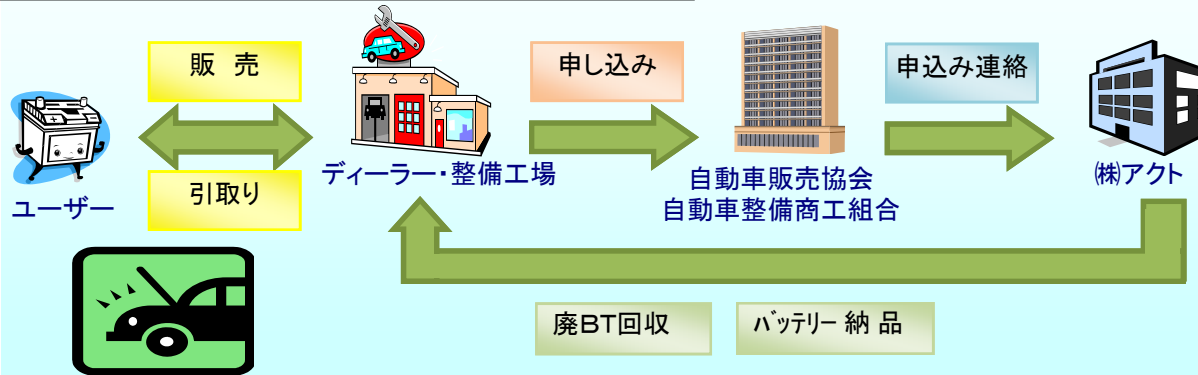 販 売
申し込み
申込み連絡
ディーラー・整備工場
自動車販売協会
自動車整備商工組合
㈱アクト
ユーザー
引取り
廃BT回収
ﾊﾞｯﾃﾘｰ 納 品